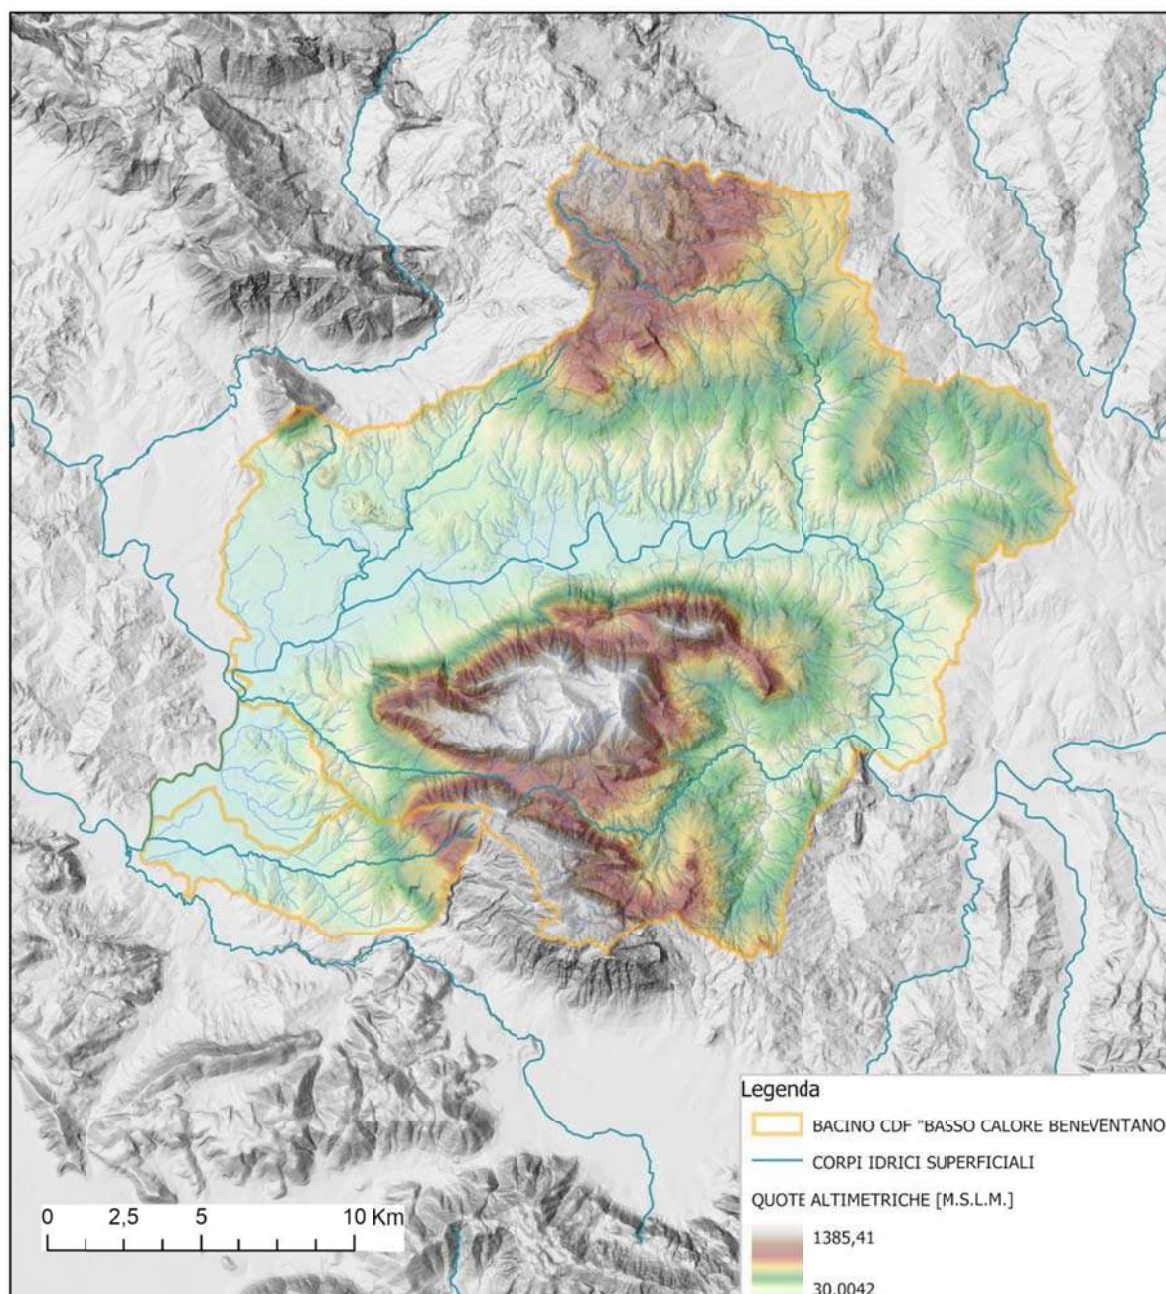 Legenda
BACINO CDF "BASSO CALORE BENEVENTANO
CORPI IDRICI SUPERFICIALI
QUOTE ALTIMETRICHE [M.S.L.M.]
1385,41
30,0042
0 2,5 5 10 Km